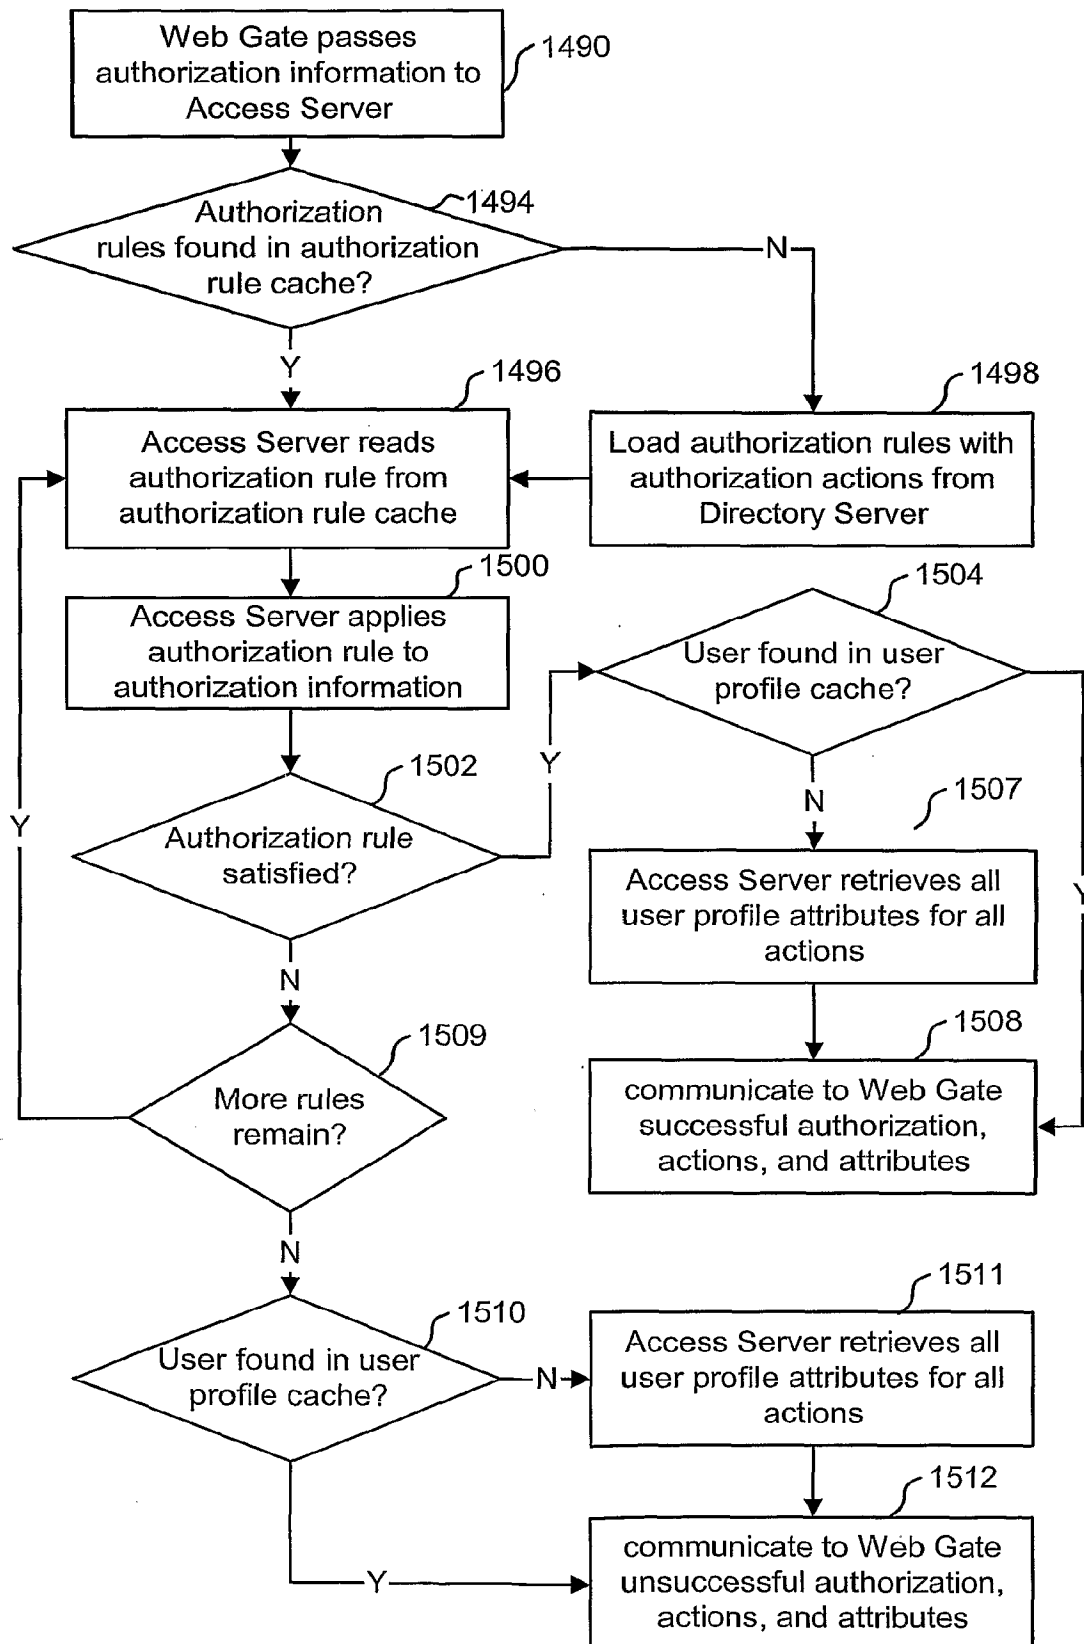 Web Gate passes
authorization information to
Access Server
1490
1494
Authorization
rules found in authorization
rule cache?
N
Y
1496
1498
Access Server reads
authorization rule from
authorization rule cache
Load authorization rules with
authorization actions from
Directory Server
1500
1504
Access Server applies
authorization rule to
authorization information
User found in user
profile cache?
1502
Y
N
1507
Y
Authorization rule
satisfied?
Access Server retrieves all
user profile attributes for all
actions
Y
N
1509
1508
More rules
remain?
communicate to Web Gate
successful authorization,
actions, and attributes
N
1510
1511
User found in user
profile cache?
N
Access Server retrieves all
user profile attributes for all
actions
1512
Y
communicate to Web Gate
unsuccessful authorization,
actions, and attributes